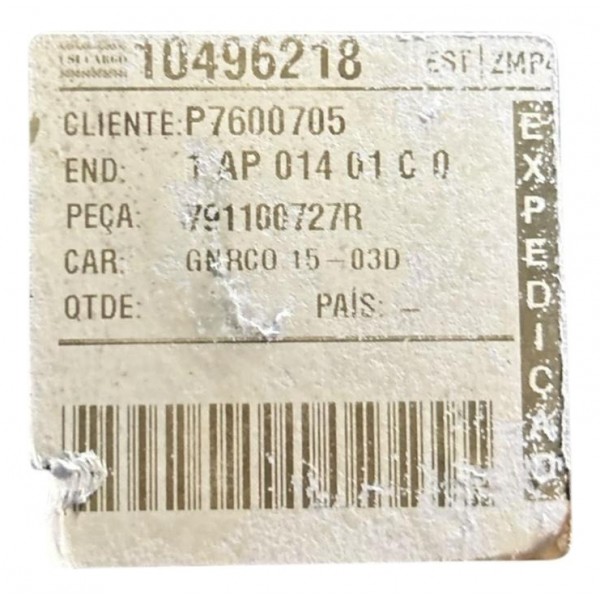 10496218 EST ZMP
CLIENTE: P7600705
END: 1 AP 014 01 C 0
PEÇA: 791100727R
CAR: GNRCO 15-03D
QTDE: PAÍS: -
EXPEDIÇÃO